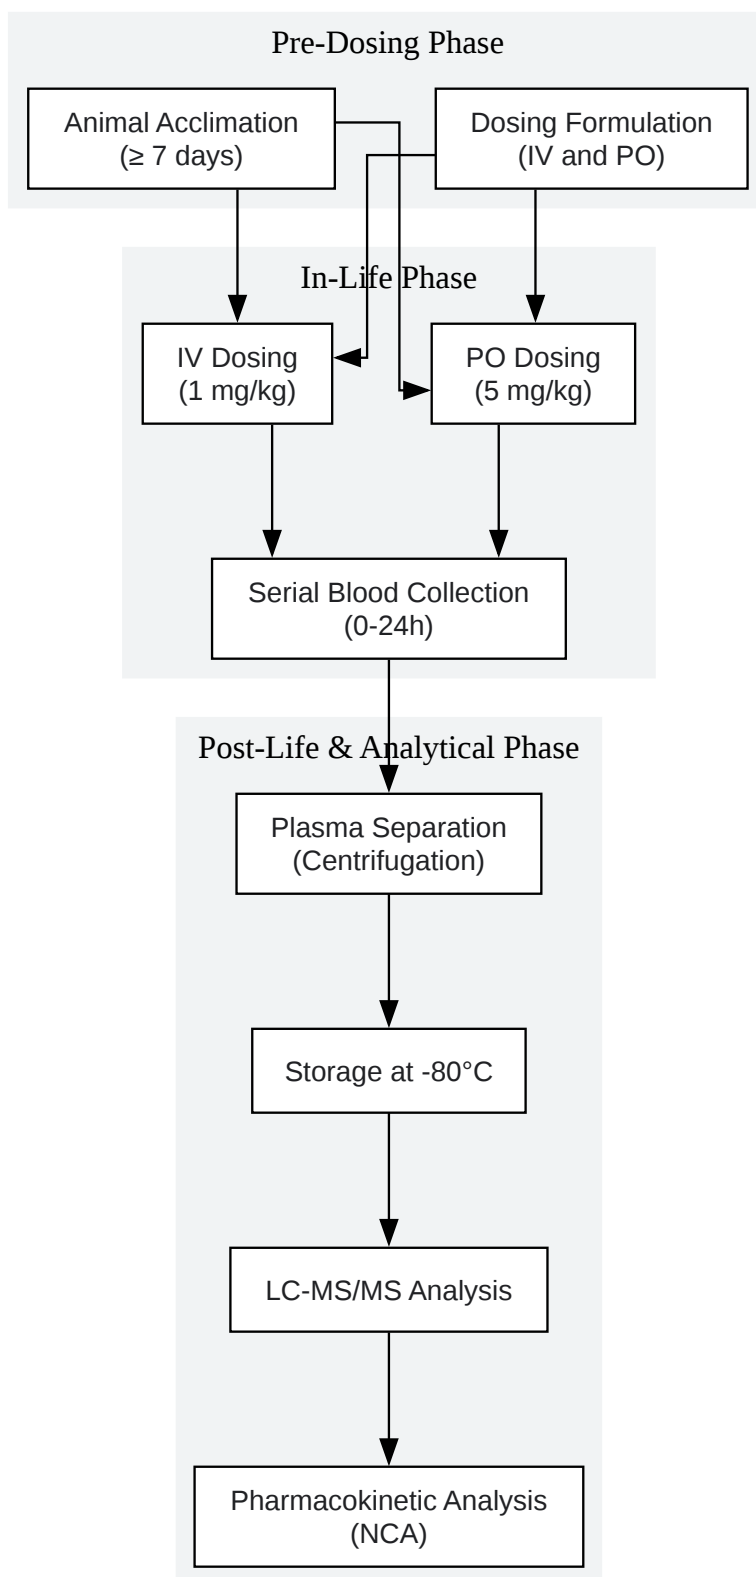 Pre-Dosing Phase
Animal Acclimation
(≥ 7 days)
Dosing Formulation
(IV and PO)
In-Life Phase
IV Dosing
(1 mg/kg)
PO Dosing
(5 mg/kg)
Serial Blood Collection
(0-24h)
Post-Life & Analytical Phase
Plasma Separation
(Centrifugation)
Storage at -80°C
LC-MS/MS Analysis
Pharmacokinetic Analysis
(NCA)